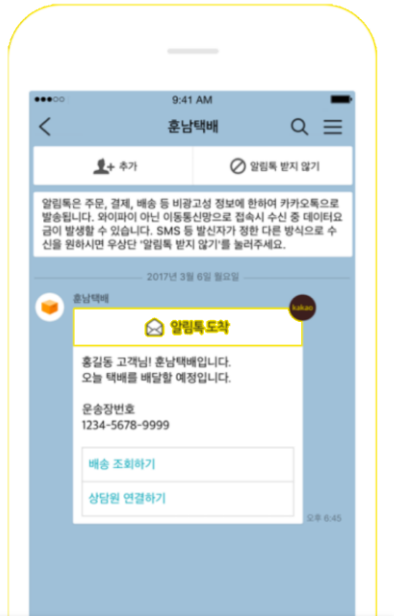 9:41 AM
훈남택배
추가
알림톡 받지 않기
알림톡은 주문, 결제, 배송 등 비광고성 정보에 한하여 카카오톡으로
발송됩니다. 와이파이 아닌 이동통신망으로 접속시 수신 중 데이터요
금이 발생할 수 있습니다. SMS 등 발신자가 정한 다른 방식으로 수
신을 원하시면 우상단 '알림톡 받지 않기'를 눌러주세요.
2017년 3월 6일 월요일
훈남택배
kakao
알림톡도착
홍길동 고객님! 훈남택배입니다.
오늘 택배를 배달할 예정입니다.
운송장번호
1234-5678-9999
배송 조회하기
상담원 연결하기
오후 6:45